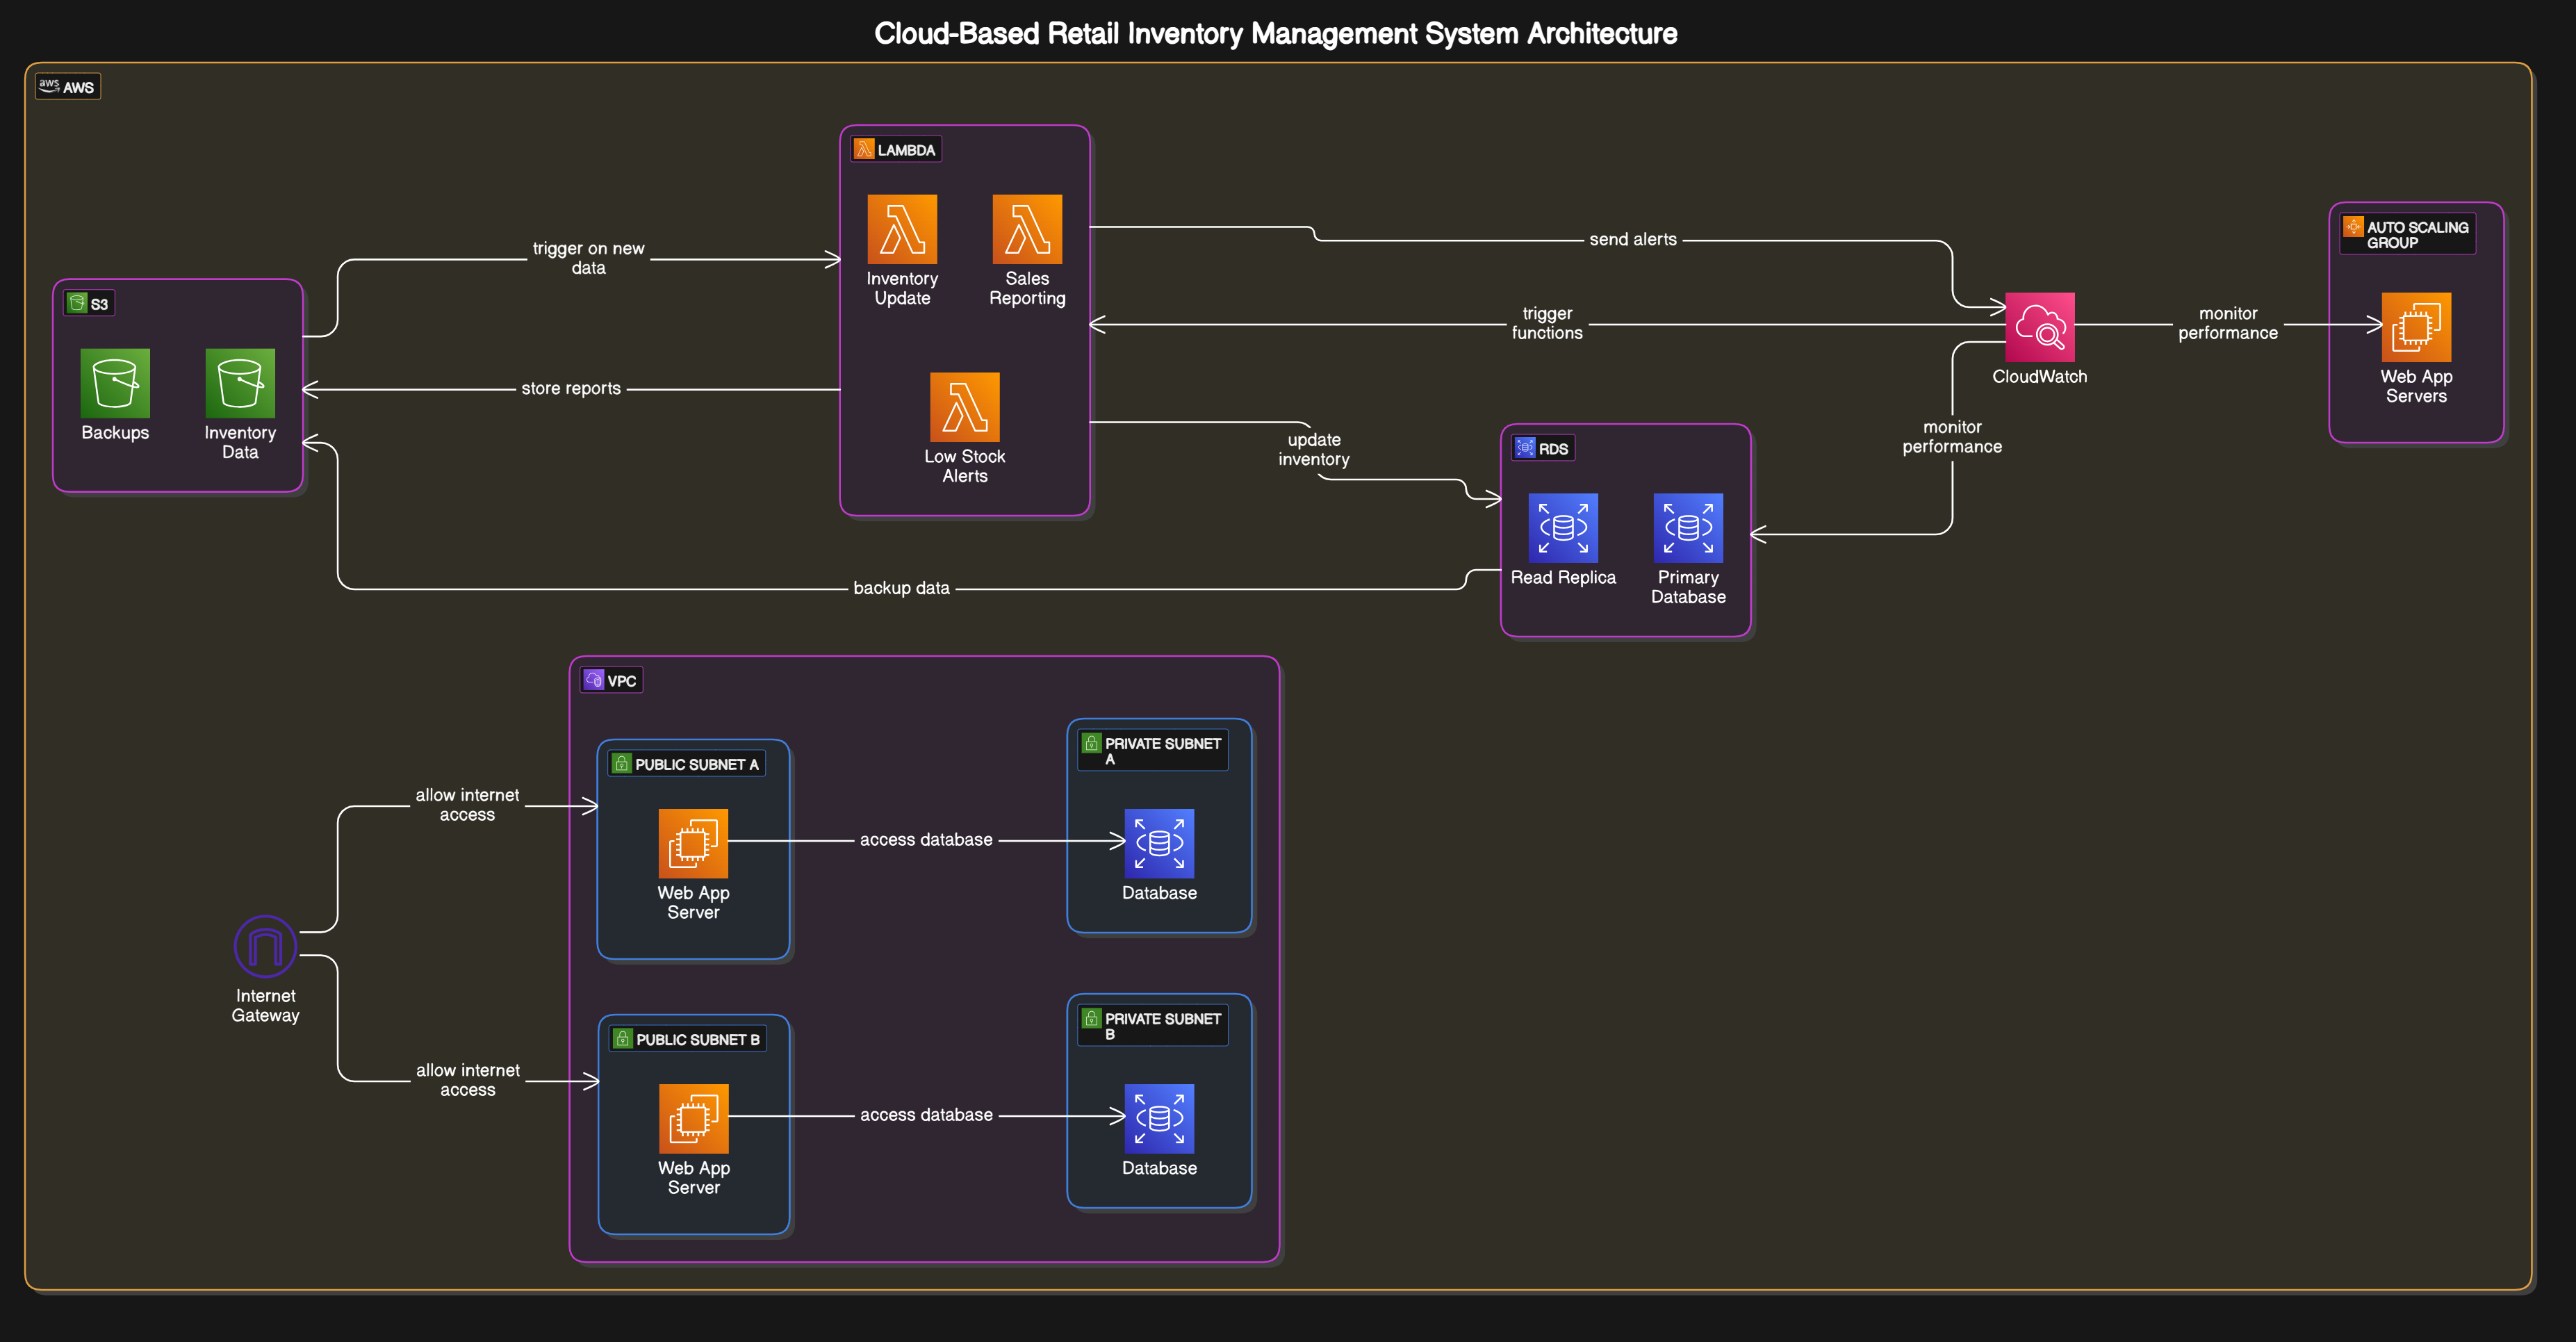 Cloud-Based Retail Inventory Management System Architecture
aws AWS
LAMBDA
Inventory
Update
Sales
Reporting
Low Stock
Alerts
S3
Backups
Inventory
Data
trigger on new
data
store reports
backup data
send alerts
trigger
functions
update
inventory
RDS
Read Replica
Primary
Database
CloudWatch
monitor
performance
monitor
performance
AUTO SCALING
GROUP
Web App
Servers
VPC
PUBLIC SUBNET A
Web App
Server
access database
PRIVATE SUBNET
A
Database
allow internet
access
Internet
Gateway
allow internet
access
PUBLIC SUBNET B
Web App
Server
access database
PRIVATE SUBNET
B
Database